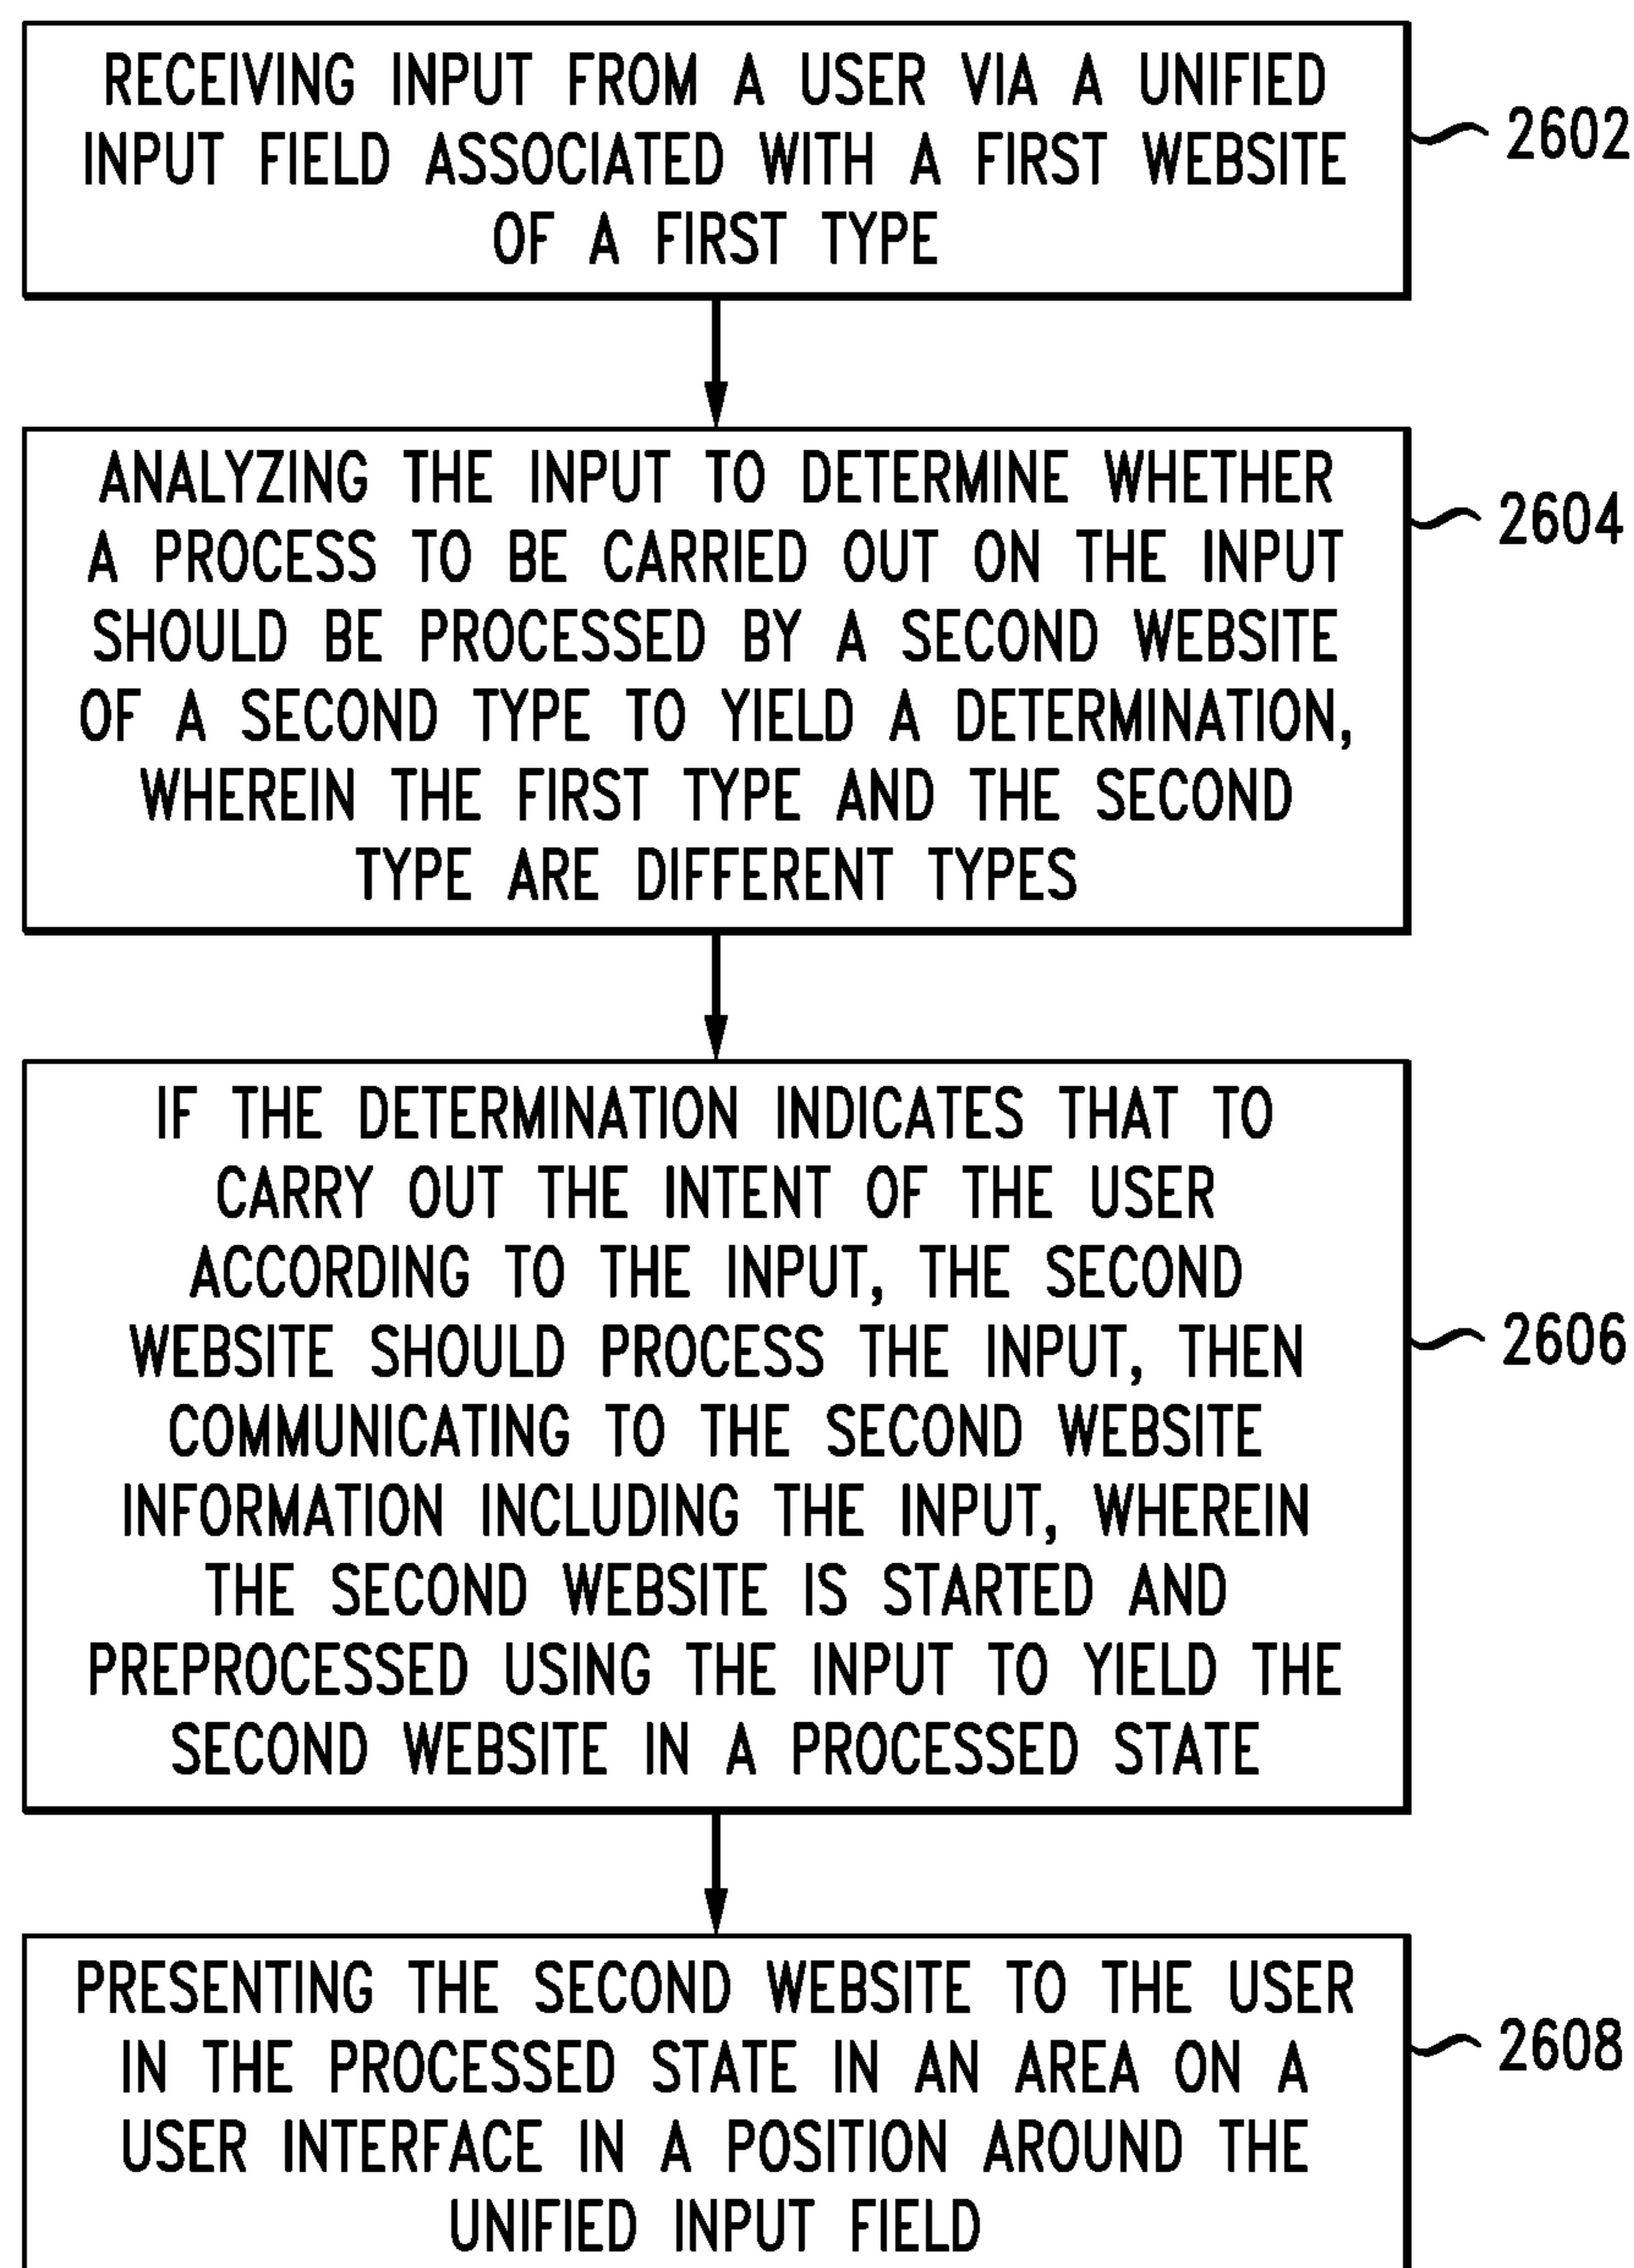 RECEIVING INPUT FROM A USER VIA A UNIFIED
INPUT FIELD ASSOCIATED WITH A FIRST WEBSITE
OF A FIRST TYPE
2602
ANALYZING THE INPUT TO DETERMINE WHETHER
A PROCESS TO BE CARRIED OUT ON THE INPUT
SHOULD BE PROCESSED BY A SECOND WEBSITE
OF A SECOND TYPE TO YIELD A DETERMINATION,
WHEREIN THE FIRST TYPE AND THE SECOND
TYPE ARE DIFFERENT TYPES
2604
IF THE DETERMINATION INDICATES THAT TO
CARRY OUT THE INTENT OF THE USER
ACCORDING TO THE INPUT, THE SECOND
WEBSITE SHOULD PROCESS THE INPUT, THEN
COMMUNICATING TO THE SECOND WEBSITE
INFORMATION INCLUDING THE INPUT, WHEREIN
THE SECOND WEBSITE IS STARTED AND
PREPROCESSED USING THE INPUT TO YIELD THE
SECOND WEBSITE IN A PROCESSED STATE
2606
PRESENTING THE SECOND WEBSITE TO THE USER
IN THE PROCESSED STATE IN AN AREA ON A
USER INTERFACE IN A POSITION AROUND THE
UNIFIED INPUT FIELD
2608